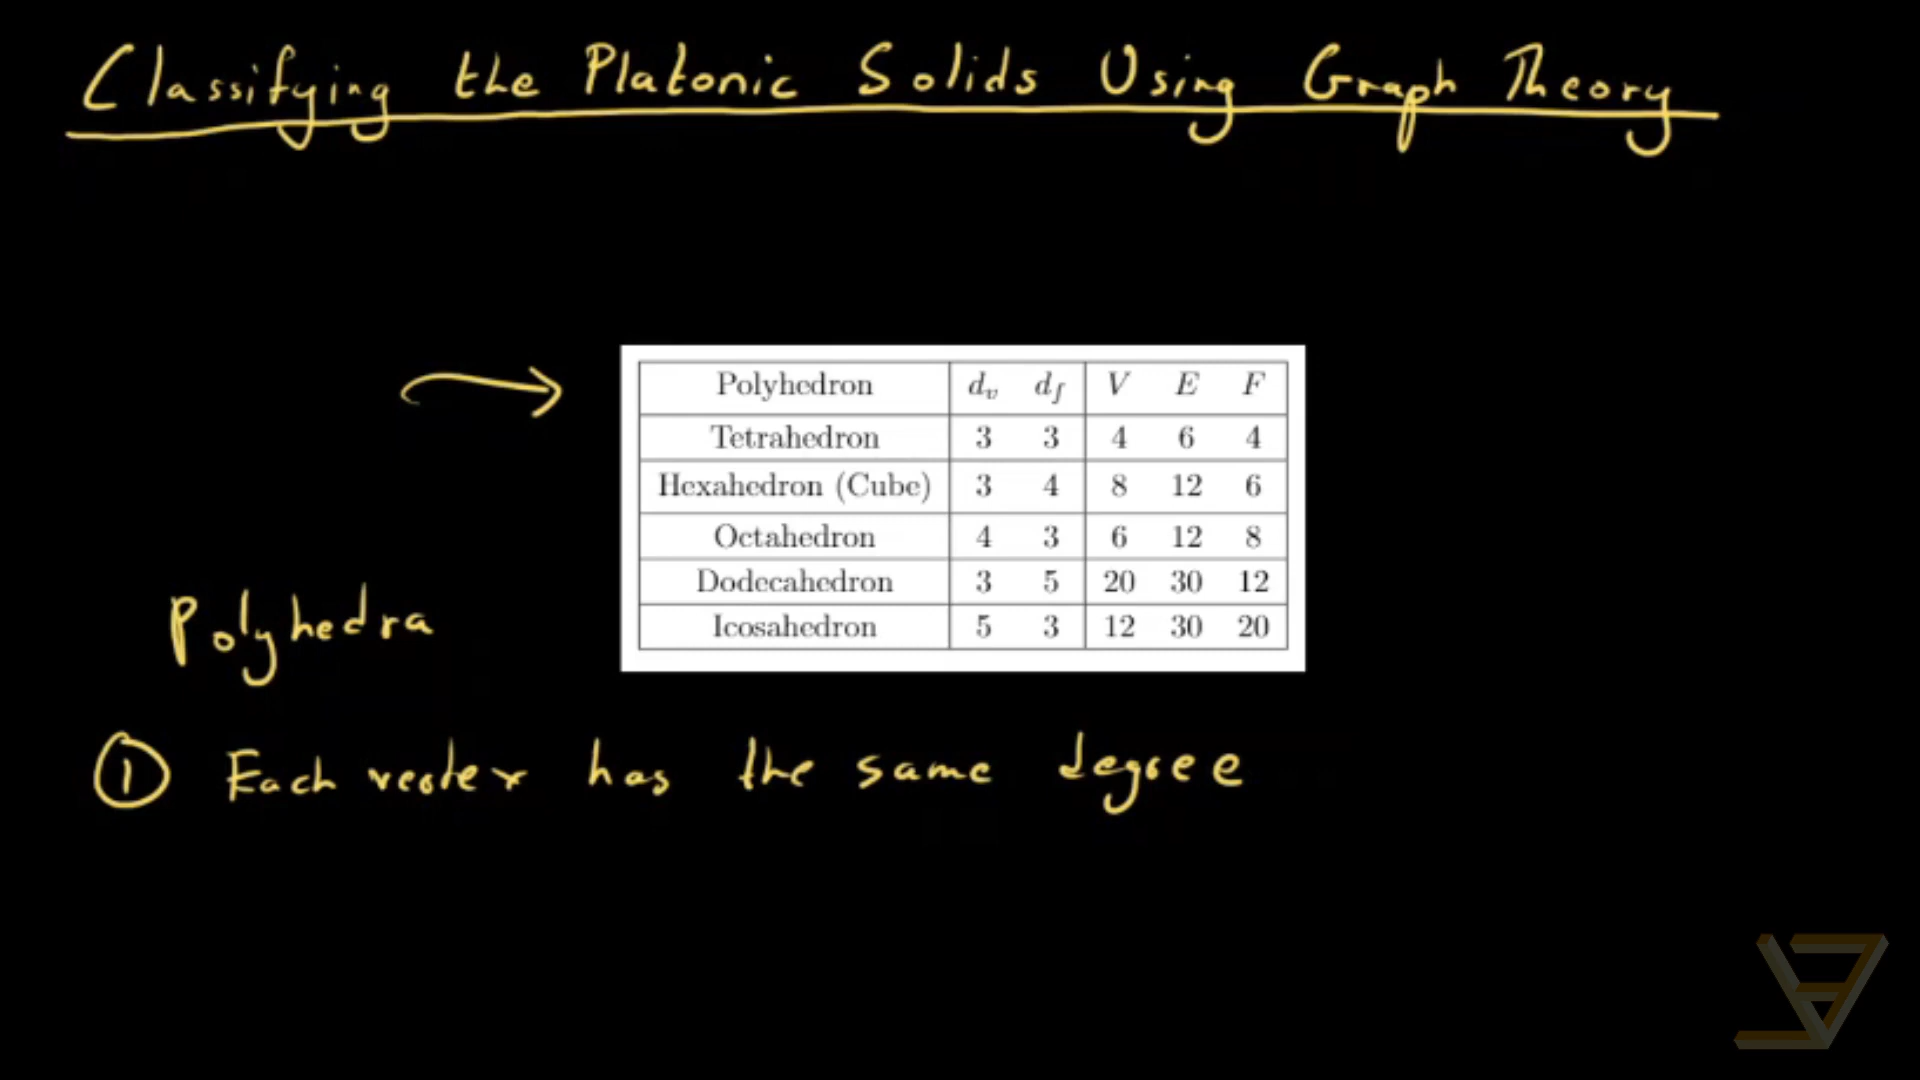 Classifying the Platonic Solids Using Graph Theory
Polyhedron d_v d_f V E F
Tetrahedron 3 3 4 6 4
Hexahedron (Cube) 3 4 8 12 6
Octahedron 4 3 6 12 8
Dodecahedron 3 5 20 30 12
Icosahedron 5 3 12 30 20
Polyhedra
① Each vertex has the same degree